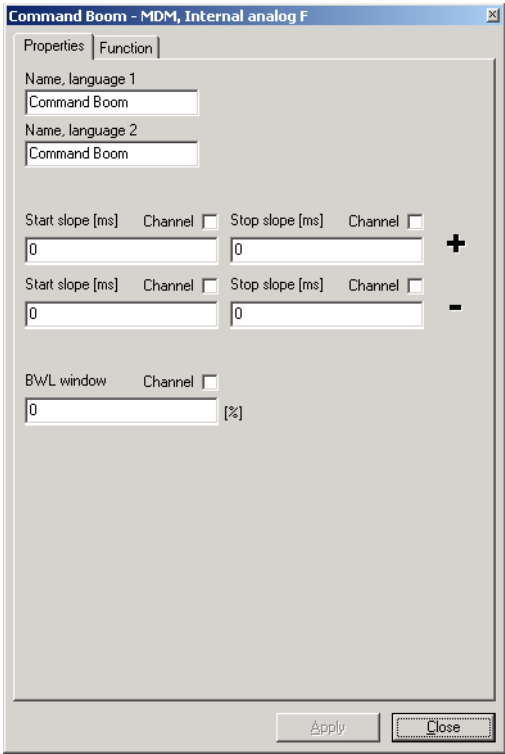 Command Boom - MDM, Internal analog F
Properties Function
Name, language 1
Command Boom
Name, language 2
Command Boom
Start slope [ms] Channel Stop slope [ms] Channel
0 0 +
Start slope [ms] Channel Stop slope [ms] Channel
0 0 -
BWL window Channel
0 [%]
Apply Close